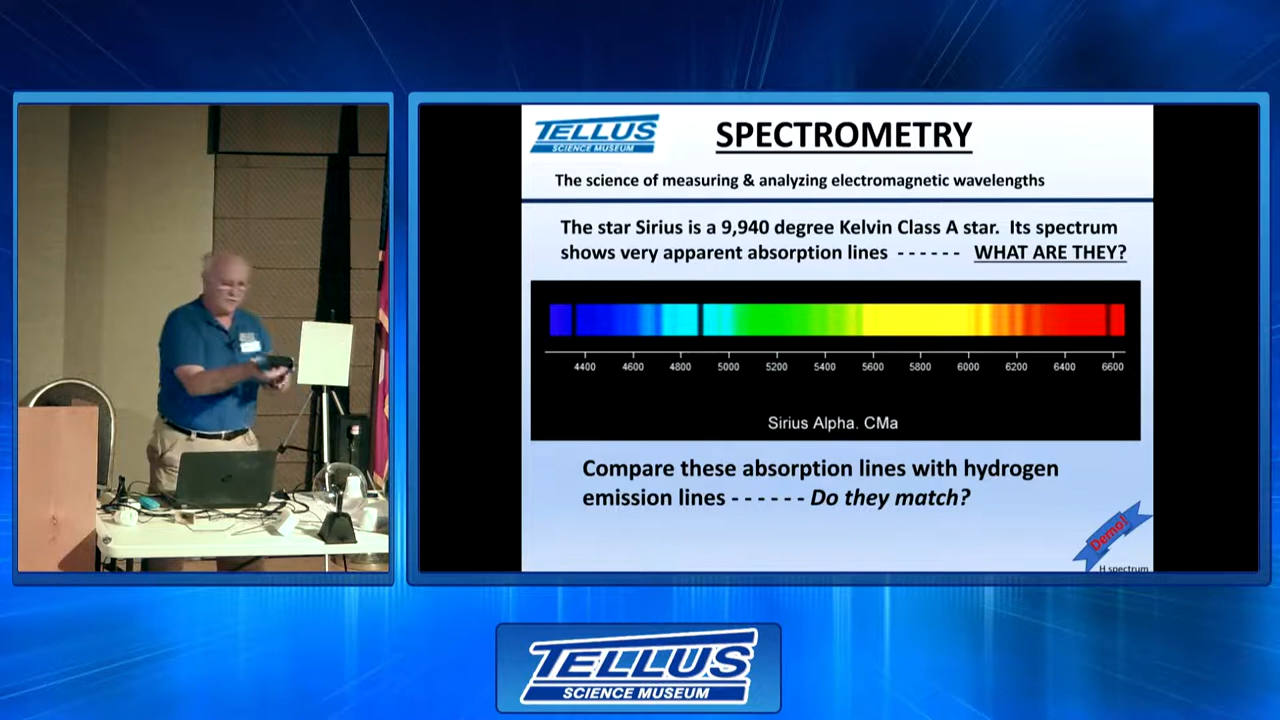 TELLUS
SCIENCE MUSEUM
SPECTROMETRY
The science of measuring & analyzing electromagnetic wavelengths
The star Sirius is a 9,940 degree Kelvin Class A star. Its spectrum
shows very apparent absorption lines - - - - - - WHAT ARE THEY?
4400 4600 4800 5000 5200 5400 5600 5800 6000 6200 6400 6600
Sirius Alpha. CMa
Compare these absorption lines with hydrogen
emission lines - - - - - - Do they match?
Demo!
H spectrum
TELLUS
SCIENCE MUSEUM